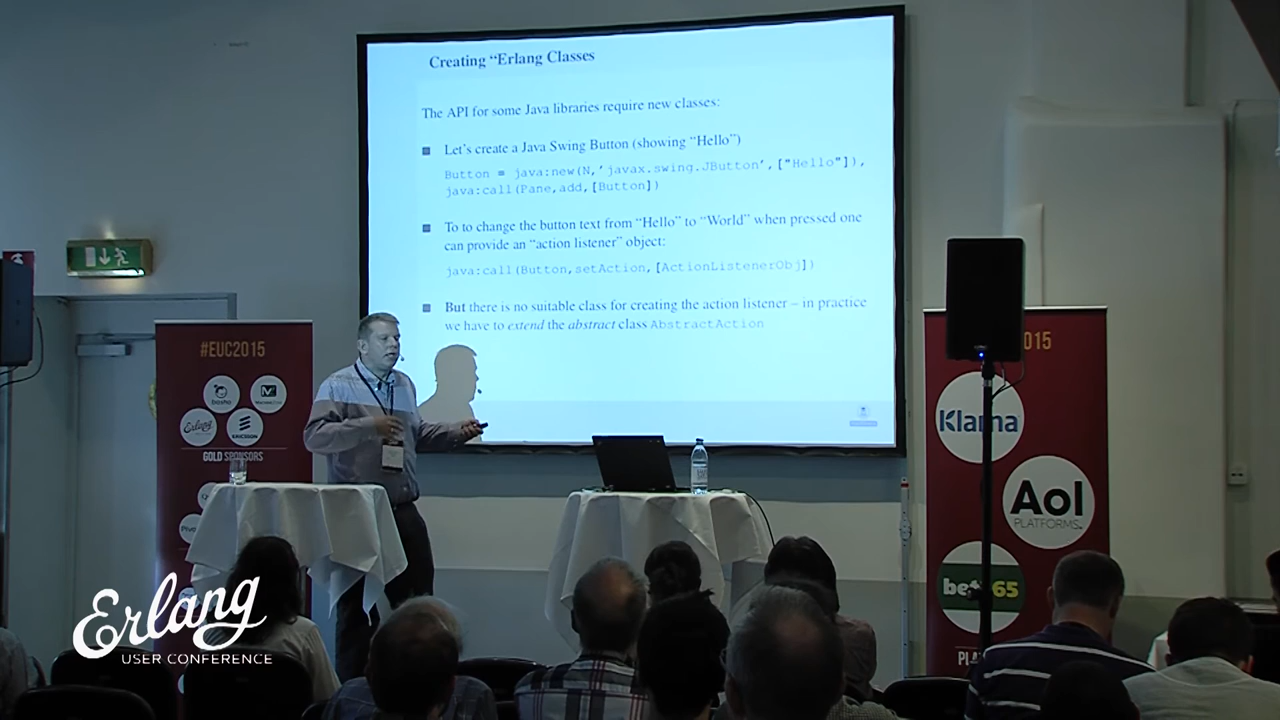 Creating “Erlang Classes
The API for some Java libraries require new classes:
Let’s create a Java Swing Button (showing “Hello”)
Button = java:new(N,’javax.swing.JButton’,["Hello"]),
java:call(Pane,add,[Button])
To to change the button text from “Hello” to “World” when pressed one
can provide an “action listener” object:
java:call(Button,setAction,[ActionListenerObj])
But there is no suitable class for creating the action listener – in practice
we have to extend the abstract class AbstractAction
#EUC2015
basho
Erlang
ERICSSON
GOLD SPONSORS
2015
Klarna
Aol
PLATFORMS
bet365
Erlang
USER CONFERENCE